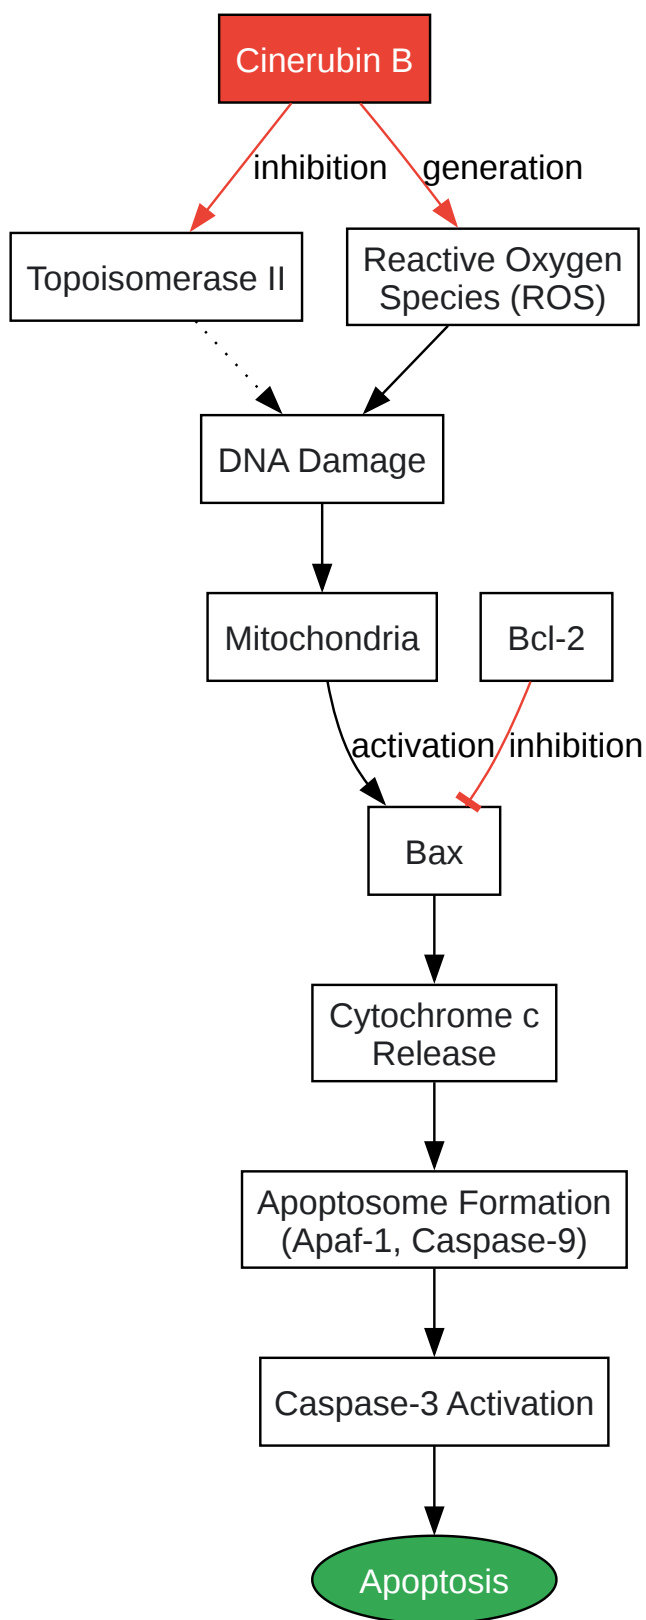 Cinerubin B
inhibition
generation
Topoisomerase II
Reactive Oxygen
Species (ROS)
DNA Damage
Mitochondria
Bcl-2
activation
inhibition
Bax
Cytochrome c
Release
Apoptosome Formation
(Apaf-1, Caspase-9)
Caspase-3 Activation
Apoptosis